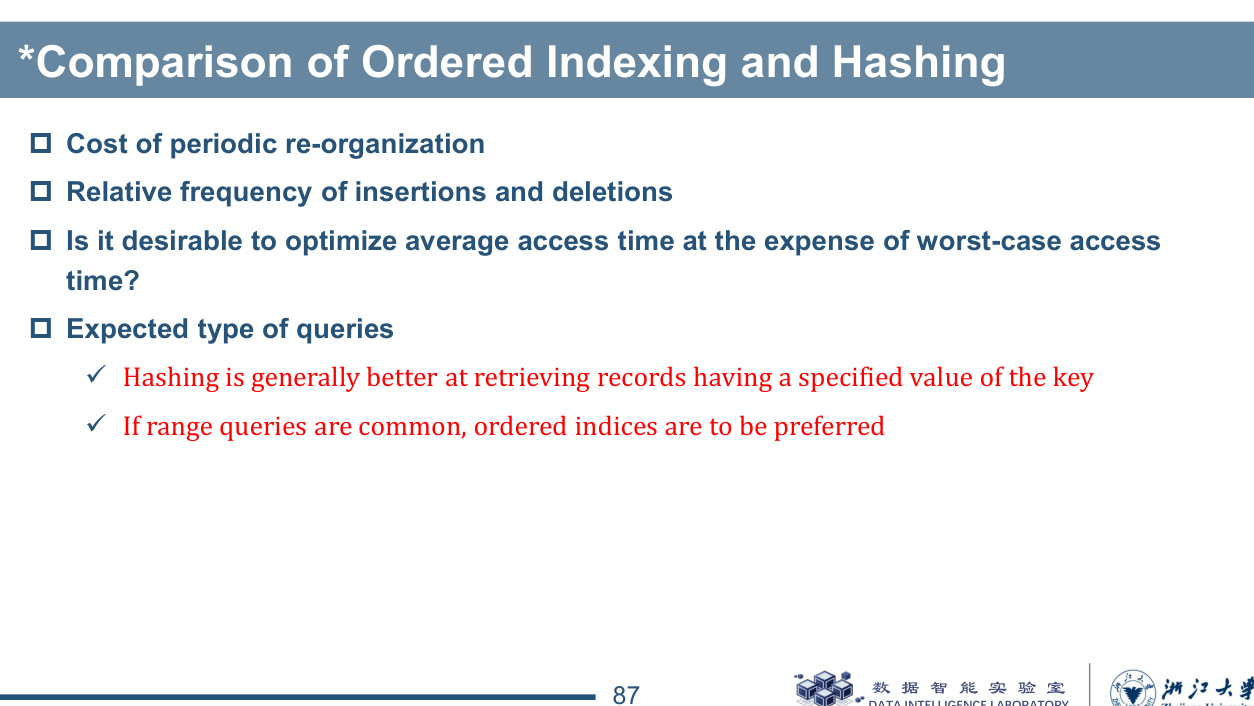 *Comparison of Ordered Indexing and Hashing
Cost of periodic re-organization
Relative frequency of insertions and deletions
Is it desirable to optimize average access time at the expense of worst-case access
time?
Expected type of queries
Hashing is generally better at retrieving records having a specified value of the key
If range queries are common, ordered indices are to be preferred
87
数据智能实验室
DATA INTELLIGENCE LABORATORY
浙江大学